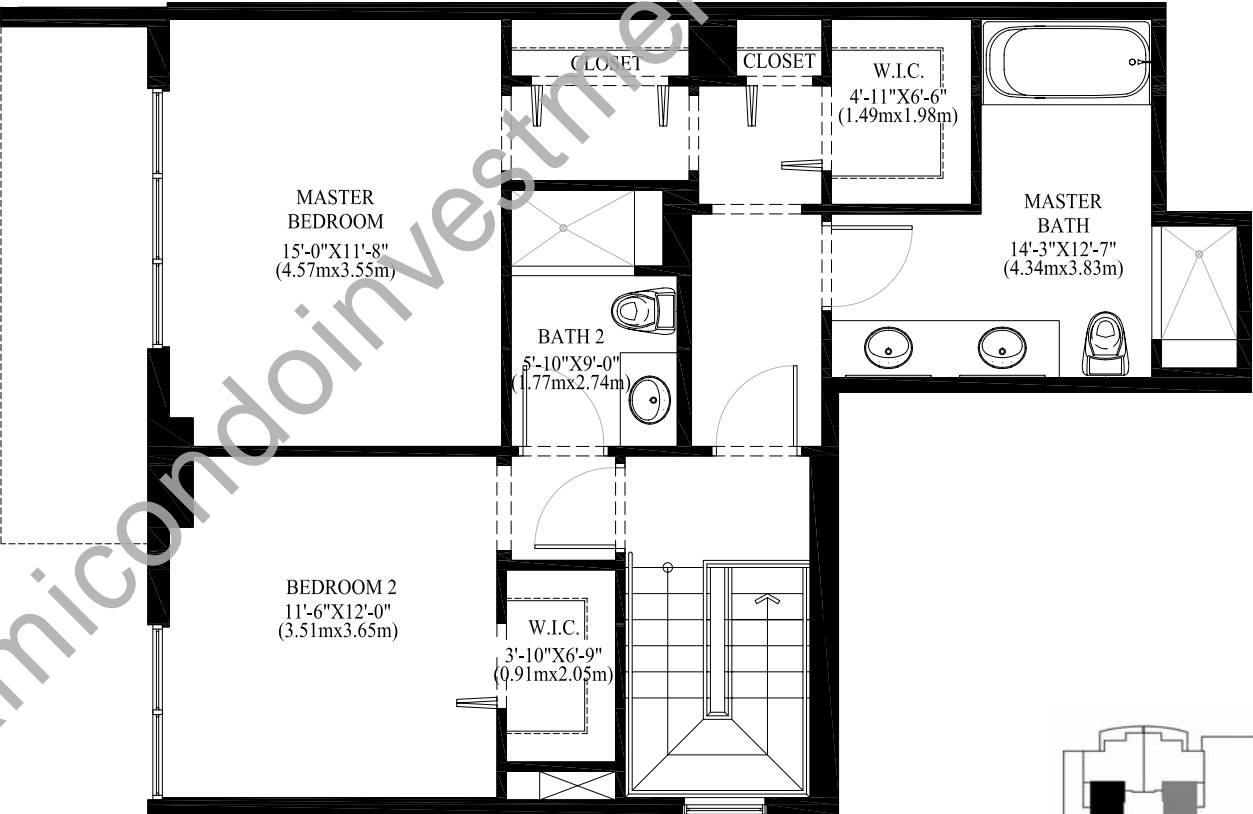 CLOSET
CLOSET
W.I.C.
4'-11"X6'-6"
(1.49mx1.98m)
MASTER
BEDROOM
15'-0"X11'-8"
(4.57mx3.55m)
MASTER
BATH
14'-3"X12'-7"
(4.34mx3.83m)
BATH 2
5'-10"X9'-0"
(1.77mx2.74m)
BEDROOM 2
11'-6"X12'-0"
(3.51mx3.65m)
W.I.C.
3'-10"X6'-9"
(0.91mx2.05m)
micondoinvestme